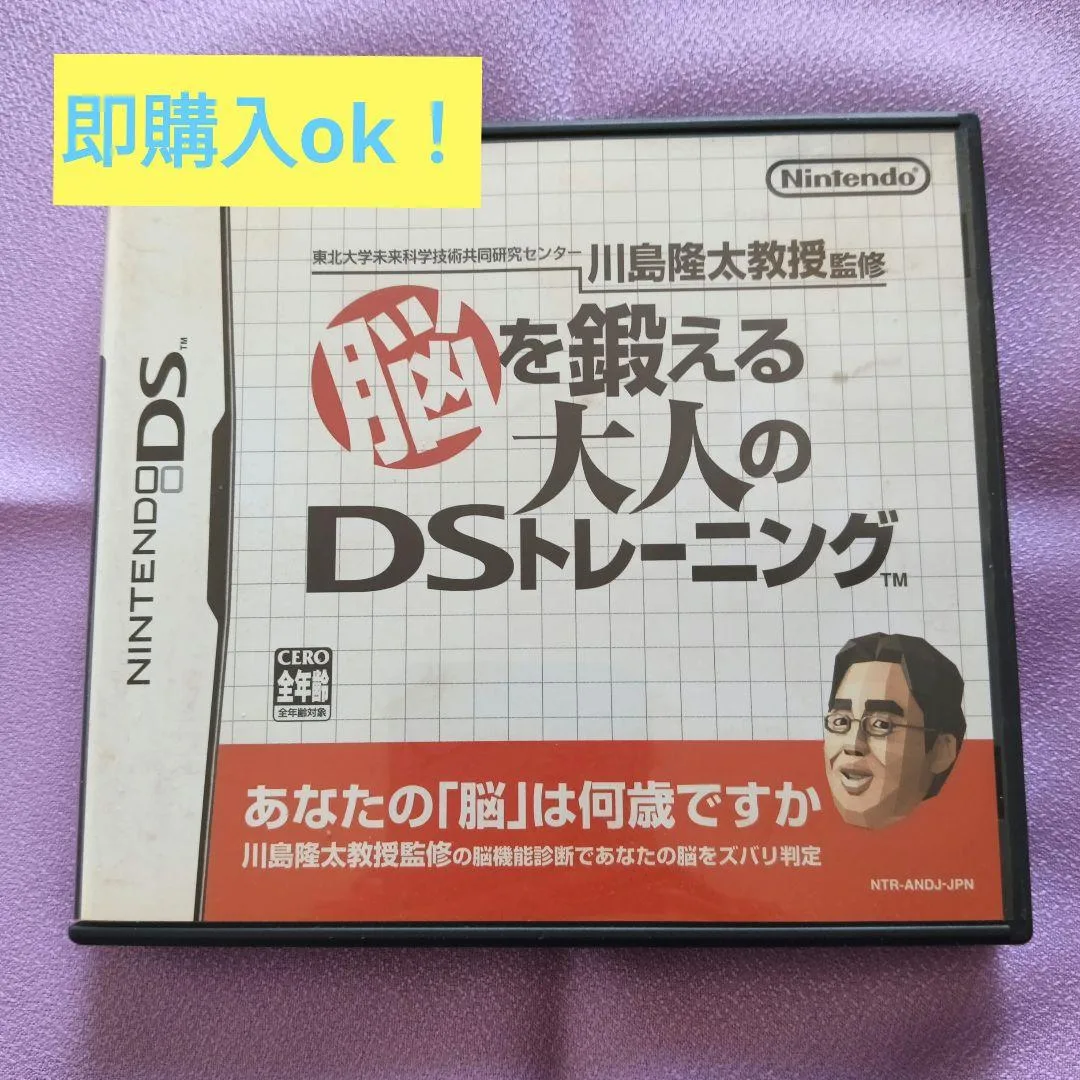 即購入ok！
Nintendo®
東北大学未来科学技術共同研究センター
川島隆太教授監修
脳を鍛える
大人の
DSトレーニング™
NINTENDO DS™
CERO
全年齢
全年齢対象
あなたの「脳」は何歳ですか
川島隆太教授監修の脳機能診断であなたの脳をズバリ判定
NTR-ANDJ-JPN